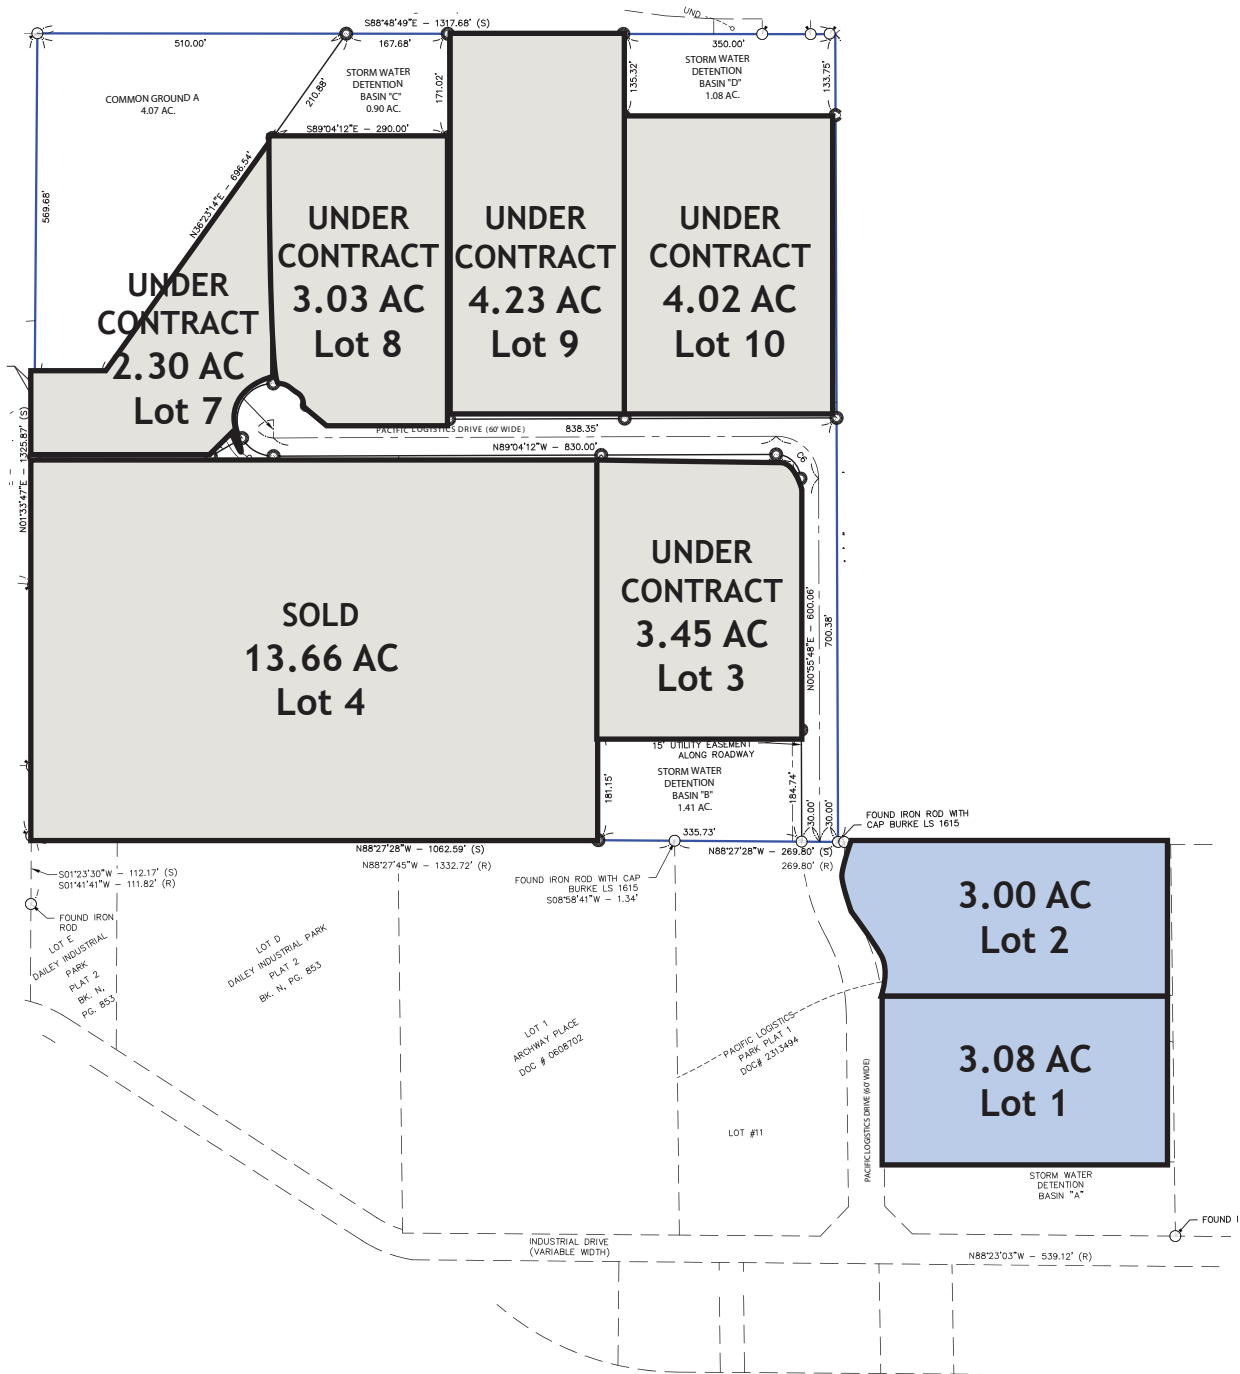 S88°48'49"E - 1317.68' (S)
UND
510.00'
167.68'
350.00'
COMMON GROUND A
4.07 AC.
210.88'
STORM WATER
DETENTION
BASIN "C"
0.90 AC.
171.02'
135.32'
STORM WATER
DETENTION
BASIN "D"
1.08 AC.
133.75'
S89°04'12"E - 290.00'
N36°23'14"E - 696.54'
569.68'
UNDER
CONTRACT
2.30 AC
Lot 7
UNDER
CONTRACT
3.03 AC
Lot 8
UNDER
CONTRACT
4.23 AC
Lot 9
UNDER
CONTRACT
4.02 AC
Lot 10
PACIFIC LOGISTICS DRIVE (60' WIDE)
838.35'
N89°04'12"W - 830.00'
C6
N01°33'47"E - 1325.87' (S)
SOLD
13.66 AC
Lot 4
UNDER
CONTRACT
3.45 AC
Lot 3
N00°55'48"E - 600.06'
700.38'
15' UTILITY EASEMENT
ALONG ROADWAY
STORM WATER
DETENTION
BASIN "B"
1.41 AC.
181.15'
184.74'
30.00'
30.00'
335.73'
FOUND IRON ROD WITH
CAP BURKE LS 1615
N88°27'28"W - 1062.59' (S)
N88°27'45"W - 1332.72' (R)
N88°27'28"W - 269.80' (S)
269.80' (R)
S01°23'30"W - 112.17' (S)
S01°41'41"W - 111.82' (R)
FOUND IRON ROD WITH CAP
BURKE LS 1615
S08°58'41"W - 1.34'
FOUND IRON
ROD
LOT E
DAILEY INDUSTRIAL
PARK
PLAT 2
BK. N,
PG. 853
LOT D
DAILEY INDUSTRIAL PARK
PLAT 2
BK. N, PG. 853
LOT 1
ARCHWAY PLACE
DOC # 0608702
PACIFIC LOGISTICS
PARK PLAT 1
DOC# 2313494
LOT #11
3.00 AC
Lot 2
3.08 AC
Lot 1
PACIFIC LOGISTICS DRIVE (60' WIDE)
STORM WATER
DETENTION
BASIN "A"
FOUND
INDUSTRIAL DRIVE
(VARIABLE WIDTH)
N88°23'03"W - 539.12' (R)